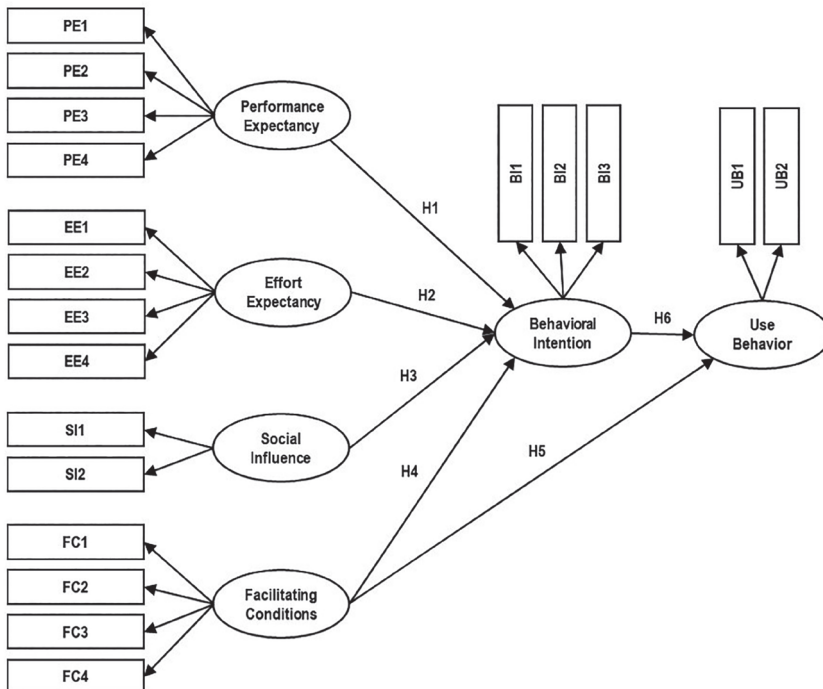 PE1
PE2
PE3
PE4
Performance
Expectancy
EE1
EE2
EE3
EE4
Effort
Expectancy
SI1
SI2
Social
Influence
FC1
FC2
FC3
FC4
Facilitating
Conditions
H1
H2
H3
H4
H5
BI1
BI2
BI3
Behavioral
Intention
H6
UB1
UB2
Use
Behavior